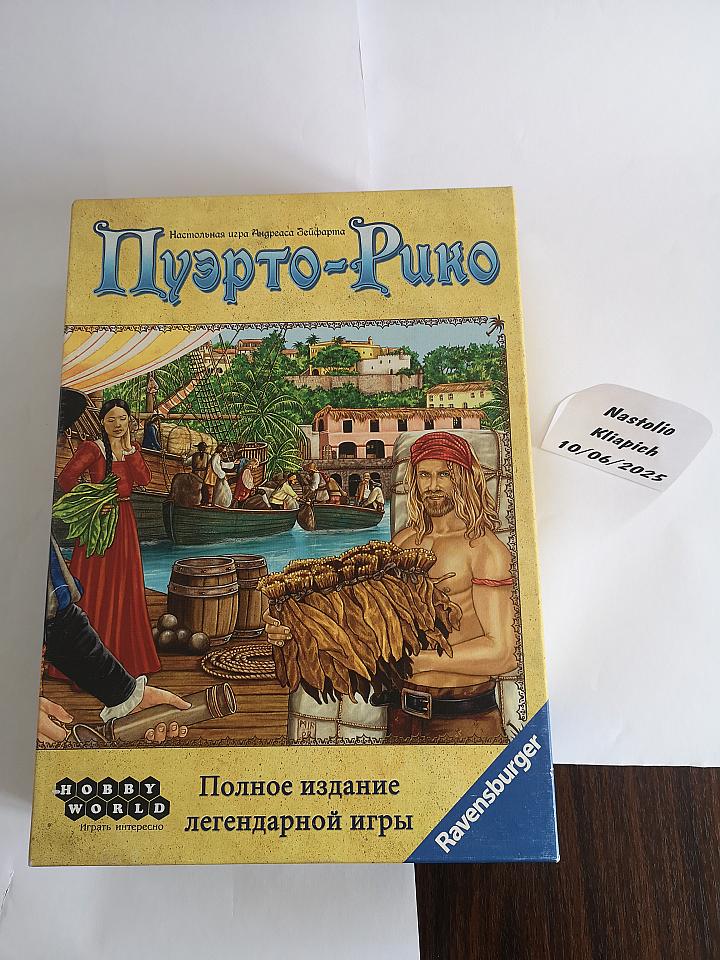 Настольная игра Андреаса Зейфарта
Пуэрто-Рико
Nastolio
Kliapich
10/06/2025
HOBBY
WORLD
Играть интересно
Полное издание
легендарной игры
Ravensburger